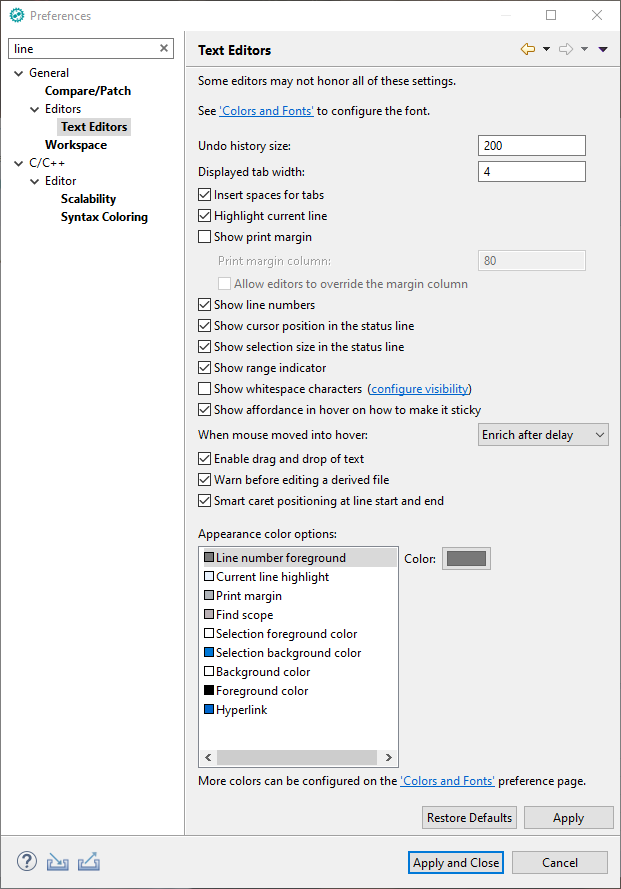 Preferences
line
Text Editors
General
Compare/Patch
Editors
Text Editors
Workspace
C/C++
Editor
Scalability
Syntax Coloring
Some editors may not honor all of these settings.
See 'Colors and Fonts' to configure the font.
Undo history size: 200
Displayed tab width: 4
Insert spaces for tabs
Highlight current line
Show print margin
Print margin column: 80
Allow editors to override the margin column
Show line numbers
Show cursor position in the status line
Show selection size in the status line
Show range indicator
Show whitespace characters (configure visibility)
Show affordance in hover on how to make it sticky
When mouse moved into hover: Enrich after delay
Enable drag and drop of text
Warn before editing a derived file
Smart caret positioning at line start and end
Appearance color options:
Line number foreground
Current line highlight
Print margin
Find scope
Selection foreground color
Selection background color
Background color
Foreground color
Hyperlink
Color:
More colors can be configured on the 'Colors and Fonts' preference page.
Restore Defaults Apply
? Apply and Close Cancel